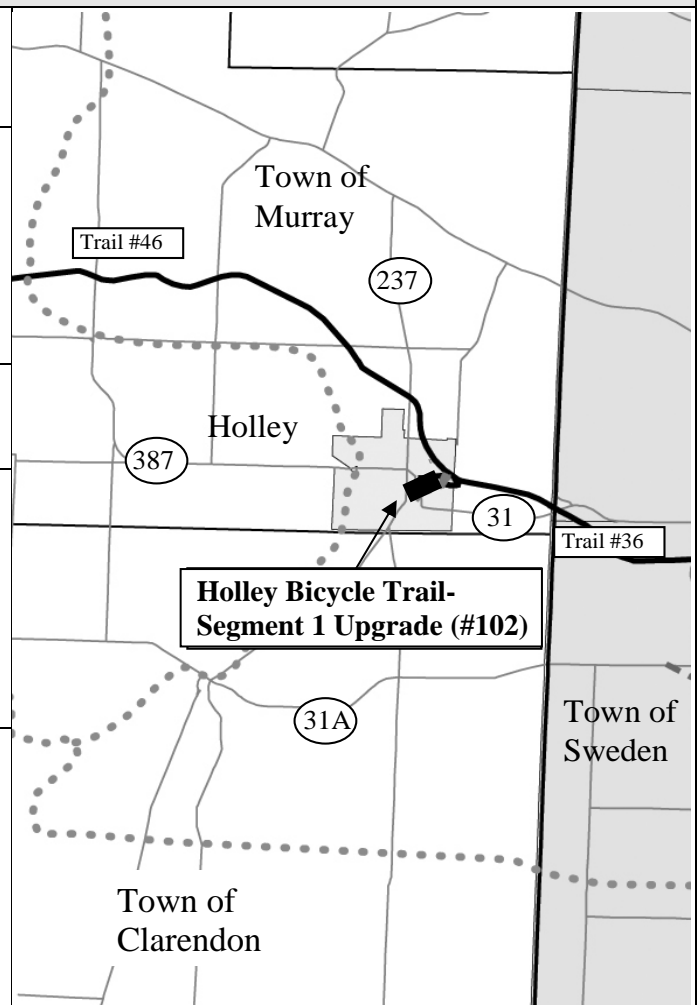 Town of
Murray
Trail #46
237
Holley
387
31
Trail #36
Holley Bicycle Trail-
Segment 1 Upgrade (#102)
31A
Town of
Sweden
Town of
Clarendon